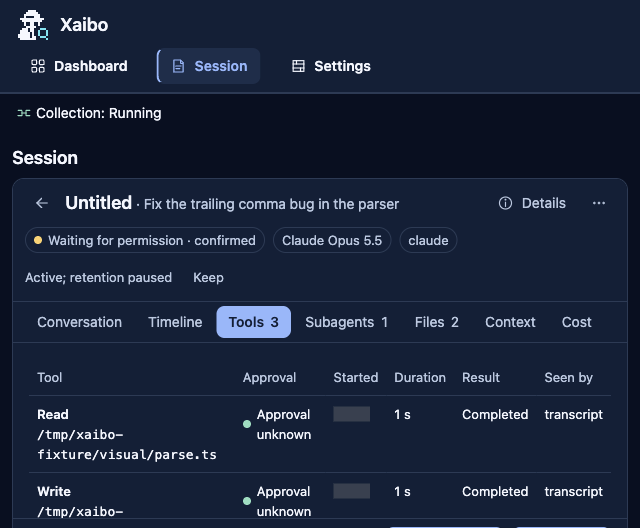 Xaibo
Dashboard Session Settings
Collection: Running
Session
Untitled · Fix the trailing comma bug in the parser Details
Waiting for permission · confirmed Claude Opus 5.5 claude
Active; retention paused Keep
Conversation Timeline Tools 3 Subagents 1 Files 2 Context Cost
Tool Approval Started Duration Result Seen by
Read Approval 1 s Completed transcript
/tmp/xaibo- unknown
fixture/visual/parse.ts
Write Approval 1 s Completed transcript
/tmp/xaibo- unknown